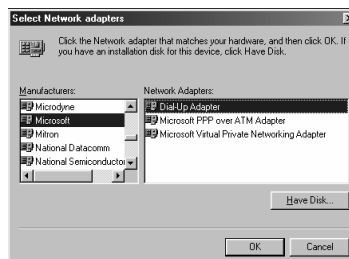 Select Network adapters
Click the Network adapter that matches your hardware, and then click OK. If
you have an installation disk for this device, click Have Disk.
Manufacturers:
Microdyne
Microsoft
Mitron
National Datacomm
National Semiconductor
Network Adapters:
Dial-Up Adapter
Microsoft PPP over ATM Adapter
Microsoft Virtual Private Networking Adapter
Have Disk...
OK
Cancel